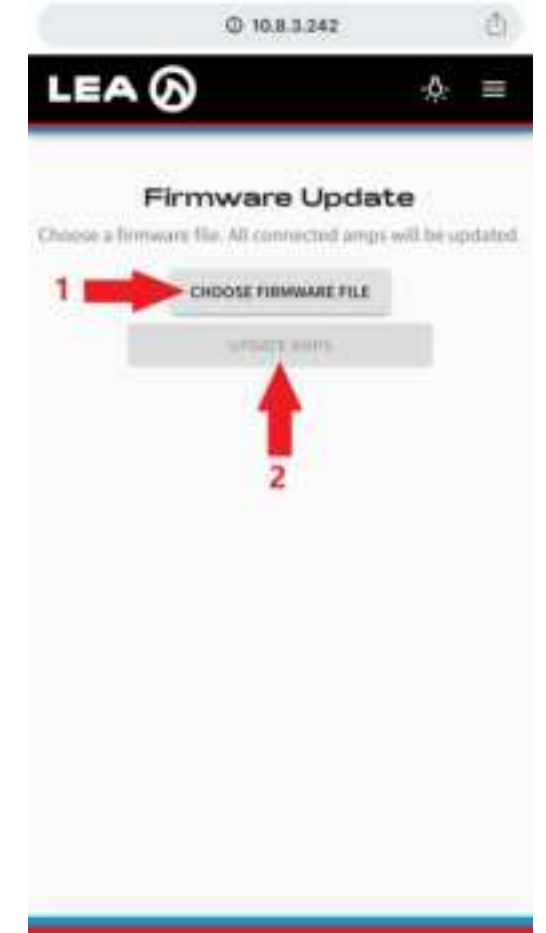 10.8.3.242
LEA
Firmware Update
Choose a firmware file. All connected amps will be updated.
1
CHOOSE FIRMWARE FILE
UPDATE AMPS
2